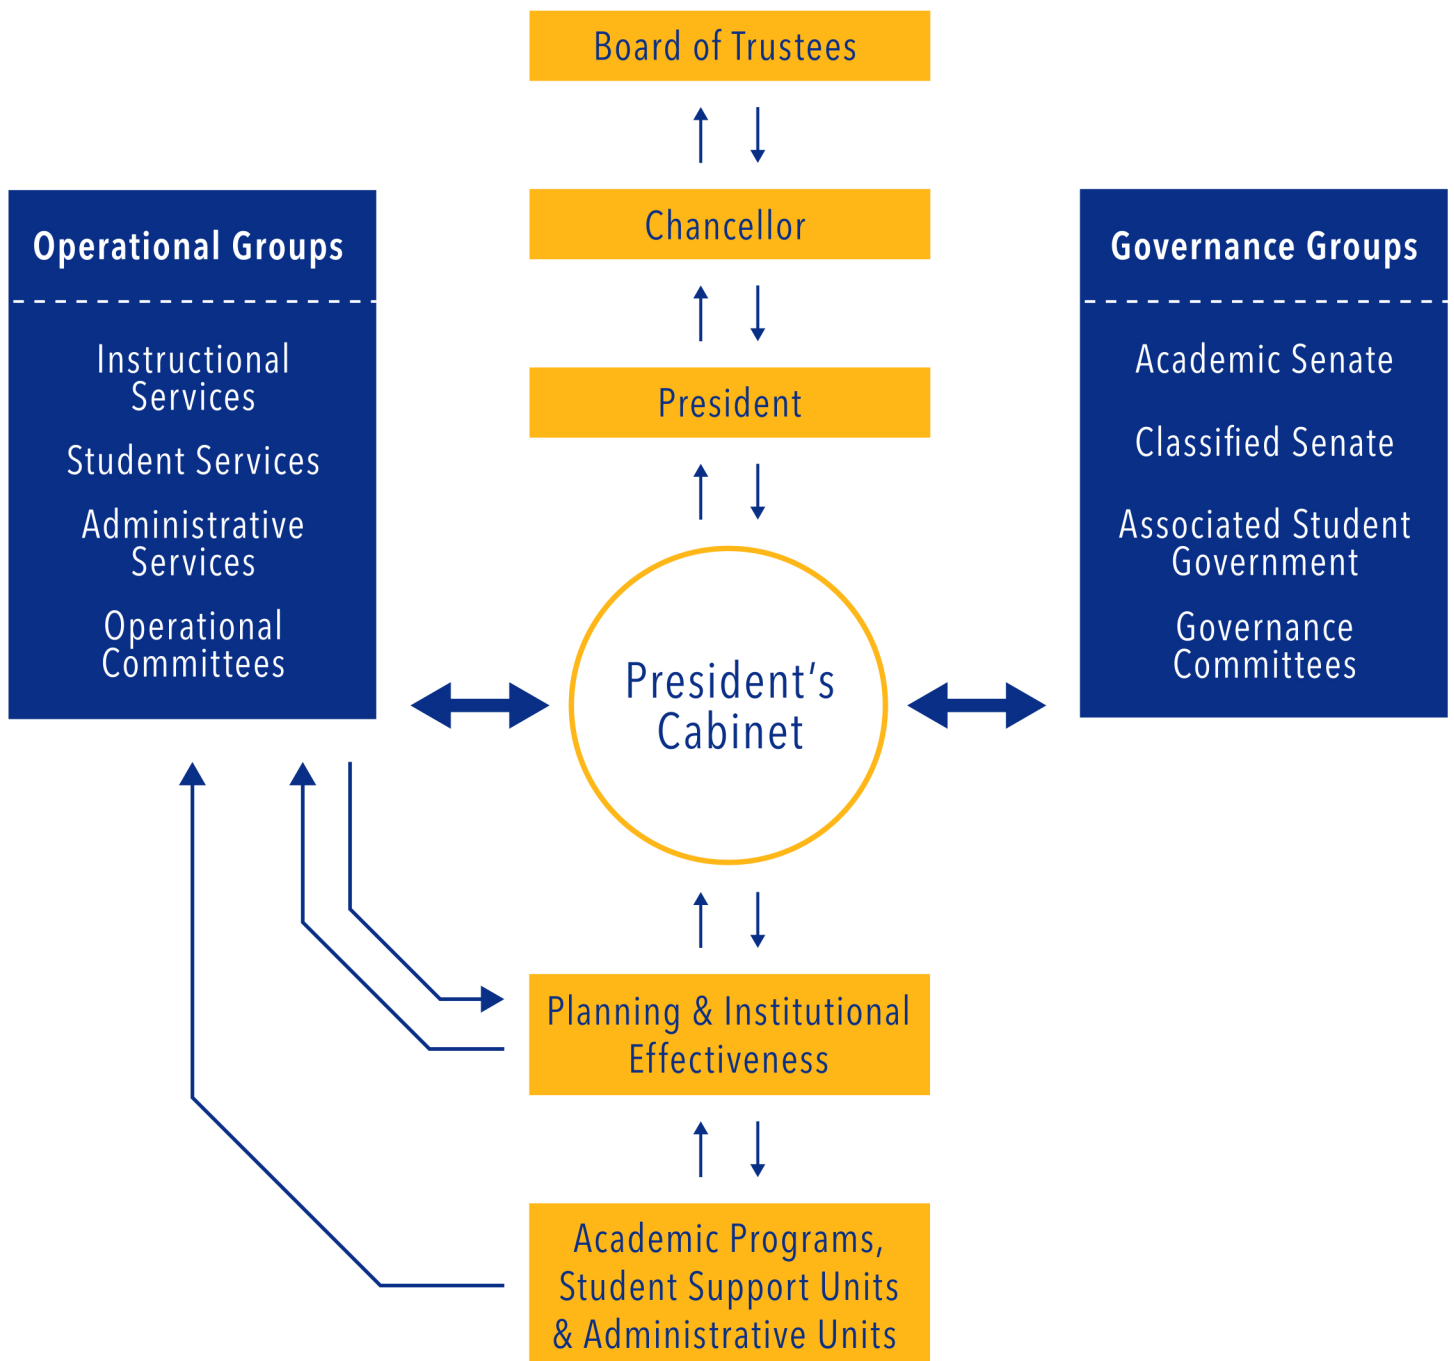 Board of Trustees
Chancellor
President
Operational Groups
Instructional
Services
Student Services
Administrative
Services
Operational
Committees
President‘s
Cabinet
Governance Groups
Academic Senate
Classified Senate
Associated Student
Government
Governance
Committees
Planning & Institutional
Effectiveness
Academic Programs,
Student Support Units
& Administrative Units